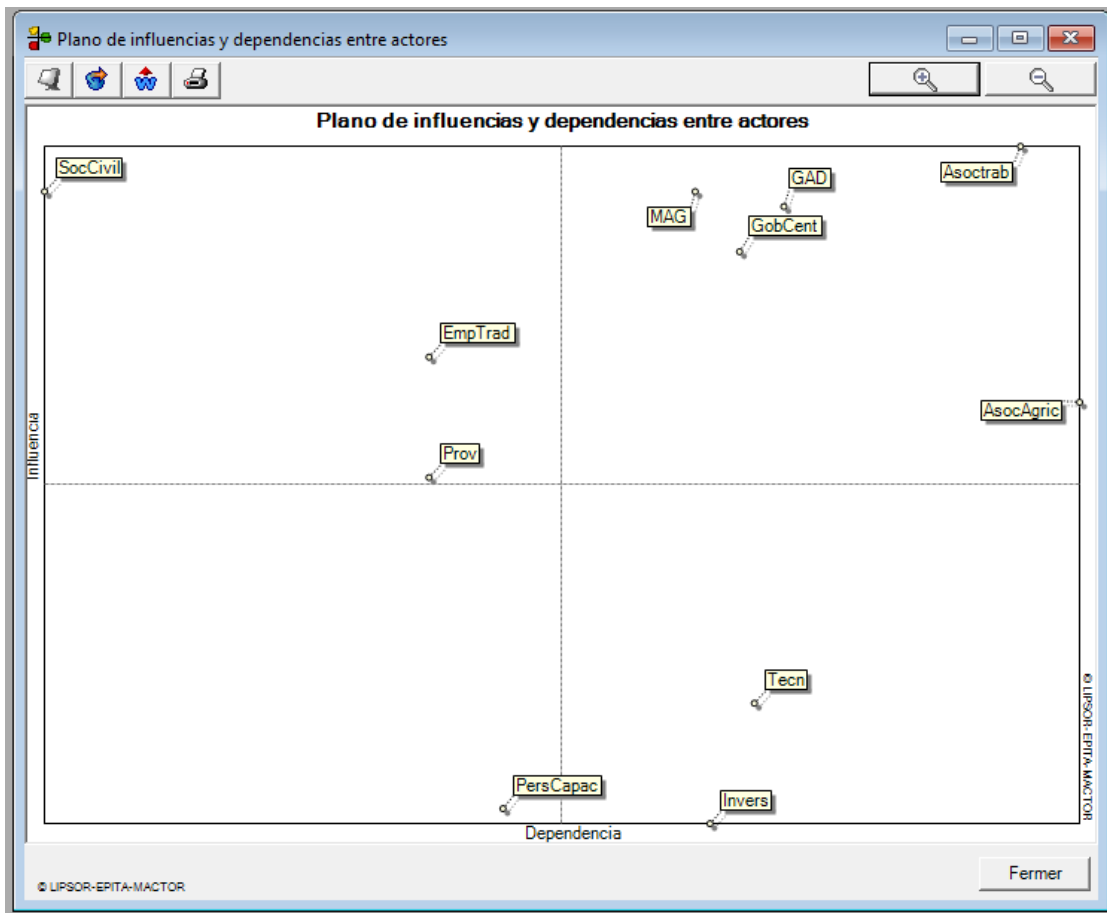 Plano de influencias y dependencias entre actores
Plano de influencias y dependencias entre actores
SocCivil
Asoctrab
GAD
MAG
GobCent
EmpTrad
AsocAgric
Influencia
Prov
Tecn
PersCapac
Invers
Dependencia
© LIPSOR-EPITA-MACTOR
Fermer
© LIPSOR-EPITA-MACTOR